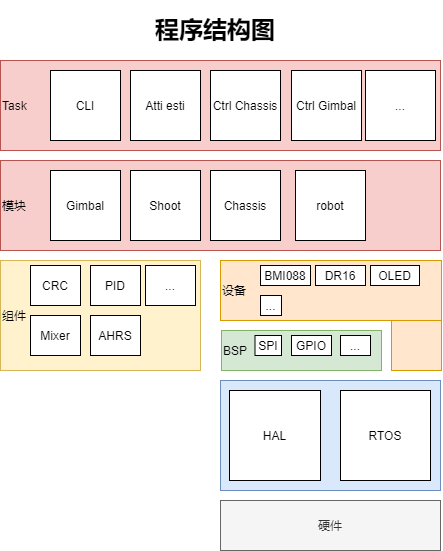 程序结构图
Task
CLI
Atti esti
Ctrl Chassis
Ctrl Gimbal
...
模块
Gimbal
Shoot
Chassis
robot
组件
CRC
PID
...
Mixer
AHRS
设备
BMI088
DR16
OLED
...
BSP
SPI
GPIO
...
HAL
RTOS
硬件